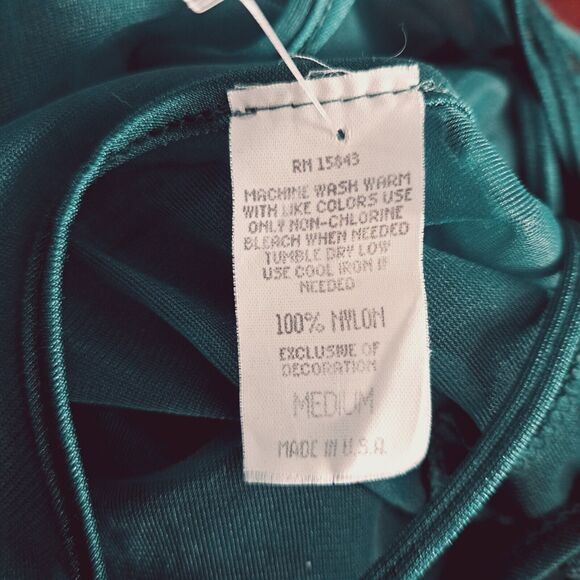 RN 15843
MACHINE WASH WARM
WITH LIKE COLORS USE
ONLY NON-CHLORINE
BLEACH WHEN NEEDED
TUMBLE DRY LOW
USE COOL IRON IF
NEEDED
100% NYLON
EXCLUSIVE OF
DECORATION
MEDIUM
MADE IN U.S.A.